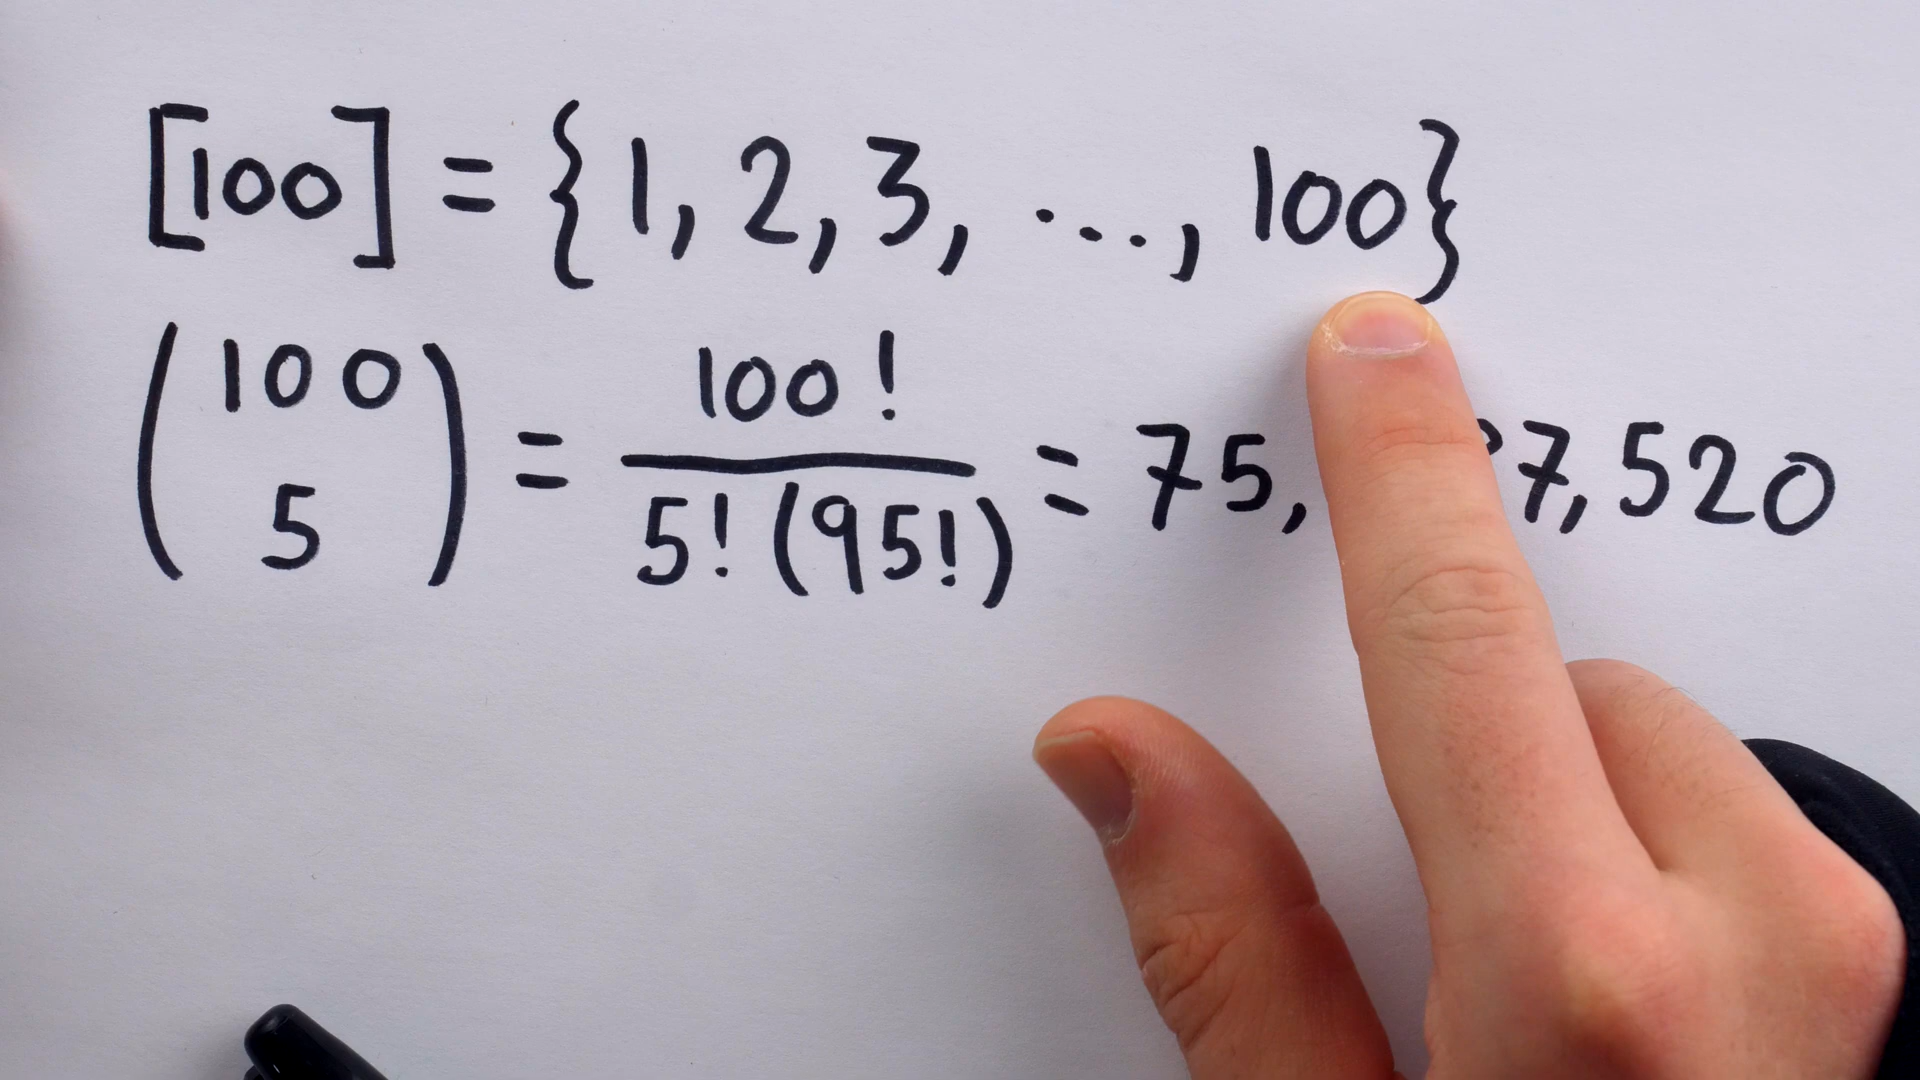 [100] = {1, 2, 3, ..., 100}
(100 5) = 100! / 5! (95!) = 75, 7,520